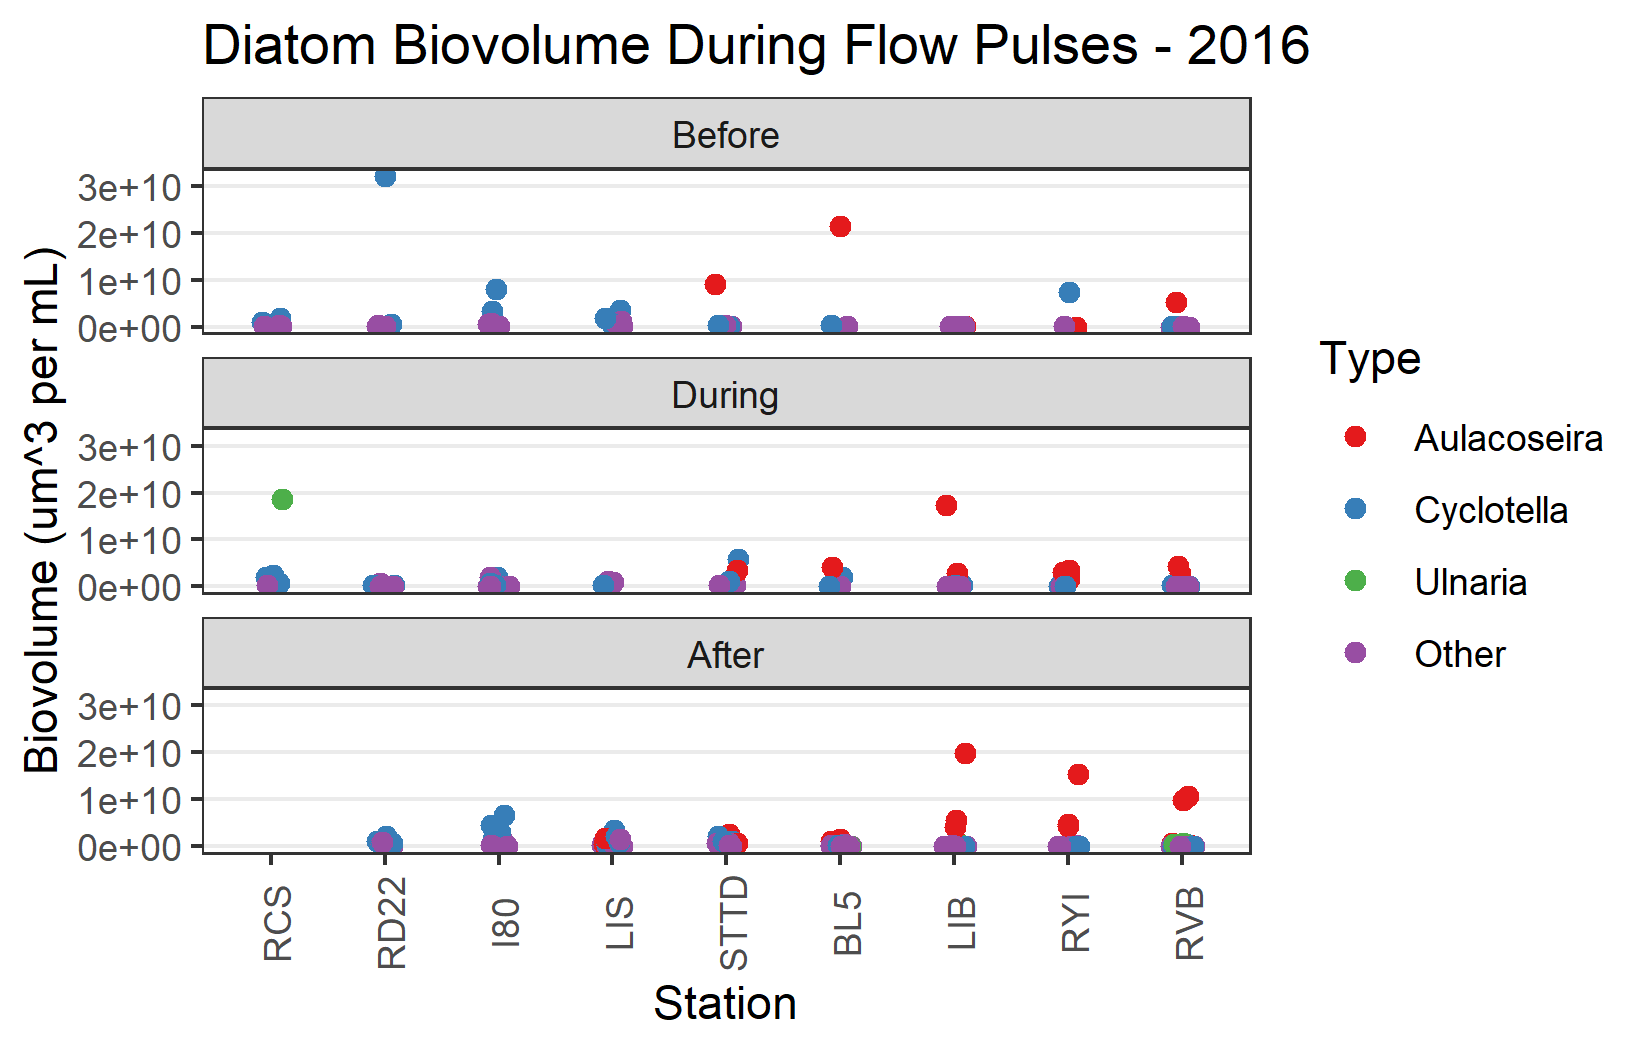 Diatom Biovolume During Flow Pulses - 2016
Biovolume (um^3 per mL)
Before
3e+10
2e+10
1e+10
0e+00
During
3e+10
2e+10
1e+10
0e+00
After
3e+10
2e+10
1e+10
0e+00
RCS
RD22
I80
LIS
STTD
BL5
LIB
RYI
RVB
Station
Type
Aulacoseira
Cyclotella
Ulnaria
Other